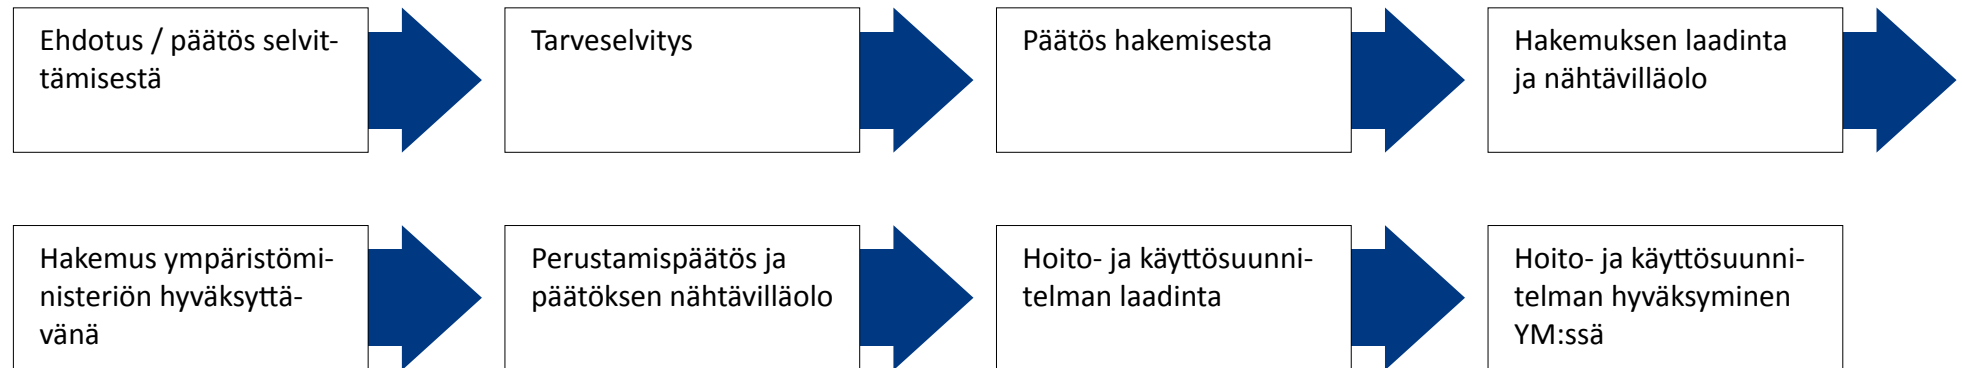 Ehdotus / päätös selvit-
tämisestä
Tarveselvitys
Päätös hakemisesta
Hakemuksen laadinta
ja nähtävilläolo
Hakemus ympäristömi-
nisteriön hyväksyttä-
vänä
Perustamispäätös ja
päätöksen nähtävilläolo
Hoito- ja käyttösuunni-
telman laadinta
Hoito- ja käyttösuunni-
telman hyväksyminen
YM:ssä